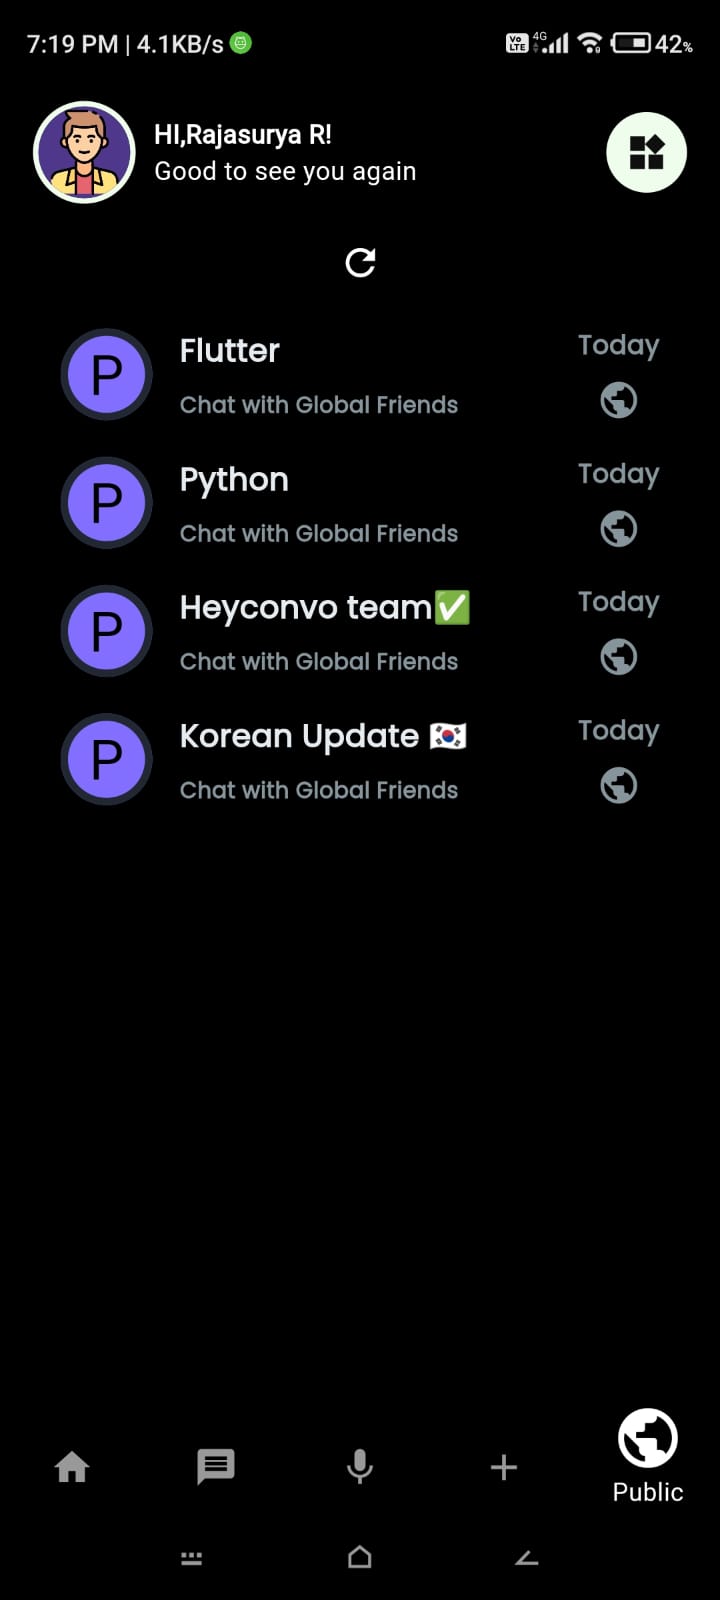 7:19 PM | 4.1KB/s
Vo LTE 4G 42%
HI,Rajasurya R!
Good to see you again
P Flutter Today
Chat with Global Friends
P Python Today
Chat with Global Friends
P Heyconvo team✅ Today
Chat with Global Friends
P Korean Update 🇰🇷 Today
Chat with Global Friends
Public